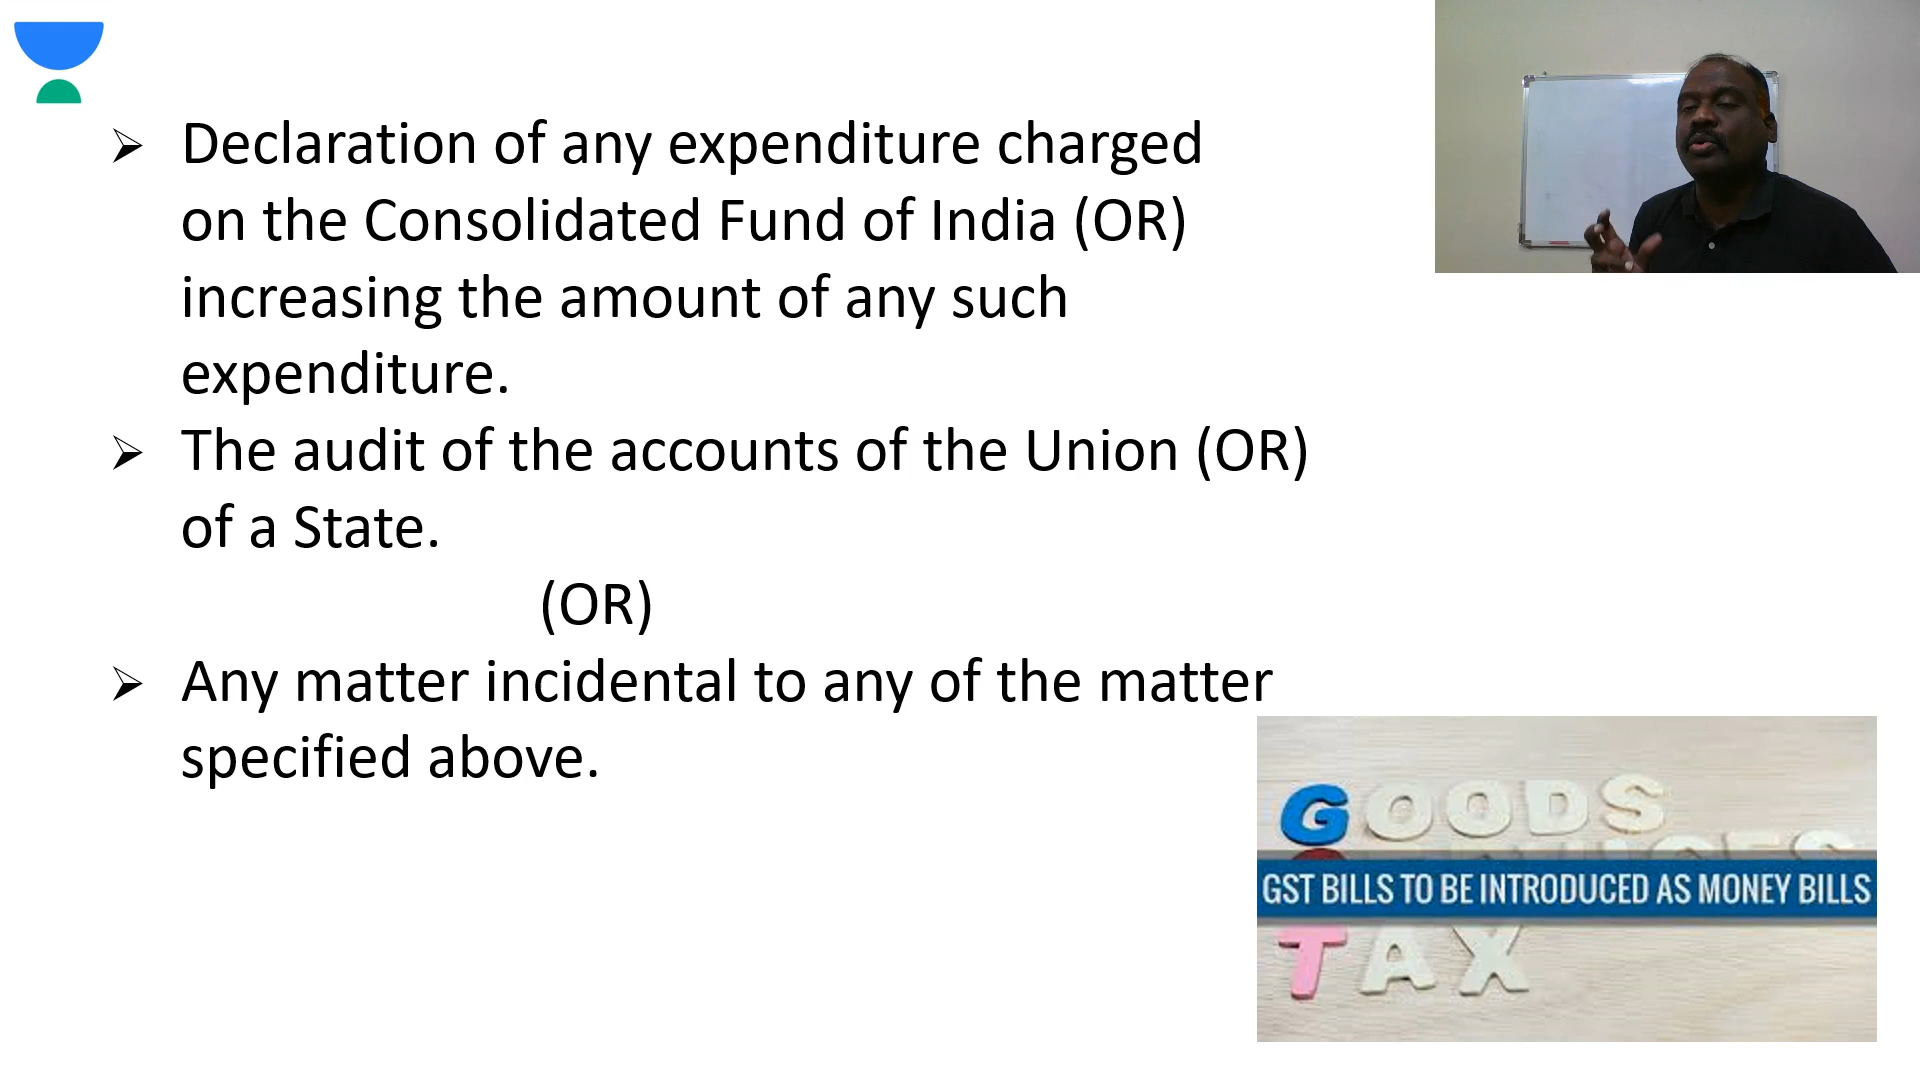 Declaration of any expenditure charged
on the Consolidated Fund of India (OR)
increasing the amount of any such
expenditure.
The audit of the accounts of the Union (OR)
of a State.
(OR)
Any matter incidental to any of the matter
specified above.
GOODS
GST BILLS TO BE INTRODUCED AS MONEY BILLS
TAX